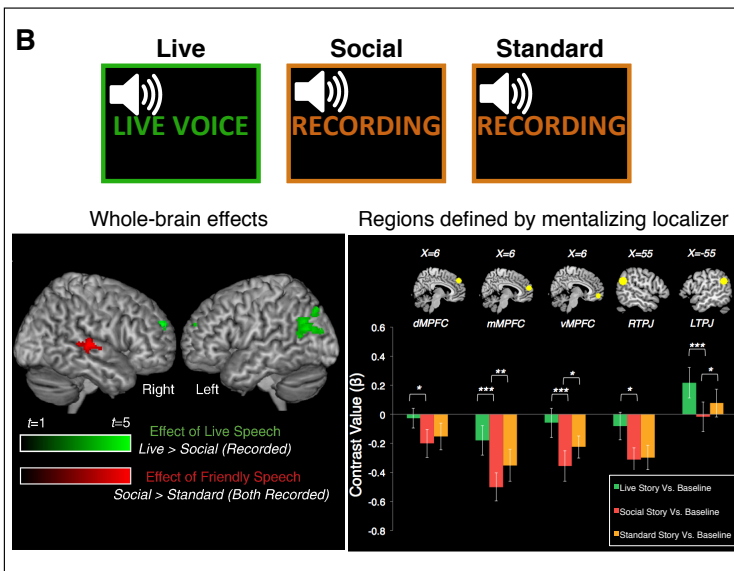 B
Live Social Standard
LIVE VOICE RECORDING RECORDING
Whole-brain effects
Right Left
t=1 t=5
Effect of Live Speech
Live > Social (Recorded)
Effect of Friendly Speech
Social > Standard (Both Recorded)
Regions defined by mentalizing localizer
X=6 X=6 X=6 X=55 X=-55
dMPFC mMPFC vMPFC RTPJ LTPJ
Contrast Value (β)
0.6
0.4
0.2
0
-0.2
-0.4
-0.6
-0.8
* *** ** *** * * *** *
Live Story Vs. Baseline
Social Story Vs. Baseline
Standard Story Vs. Baseline